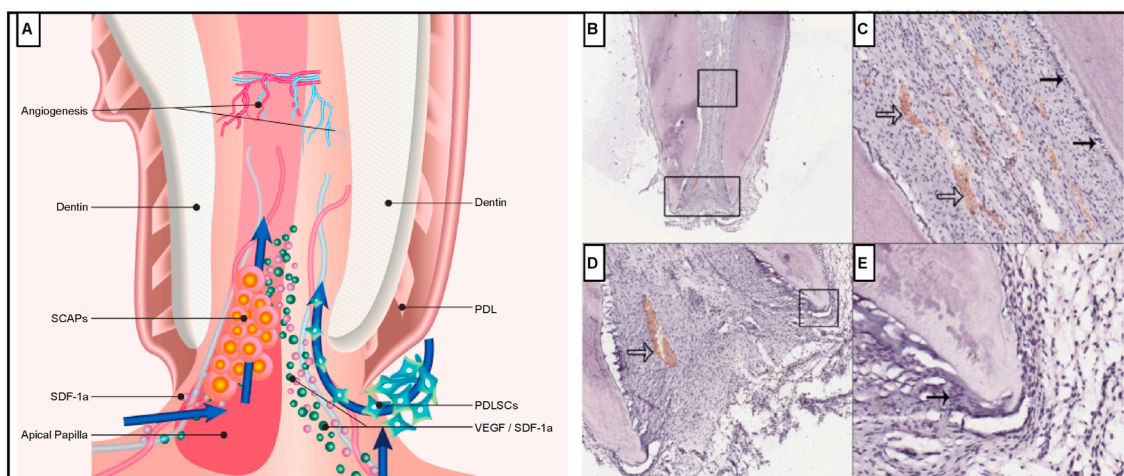 A
Angiogenesis
Dentin
Dentin
SCAPs
PDL
SDF-1a
PDLSCs
Apical Papilla
VEGF / SDF-1a
B
C
D
E